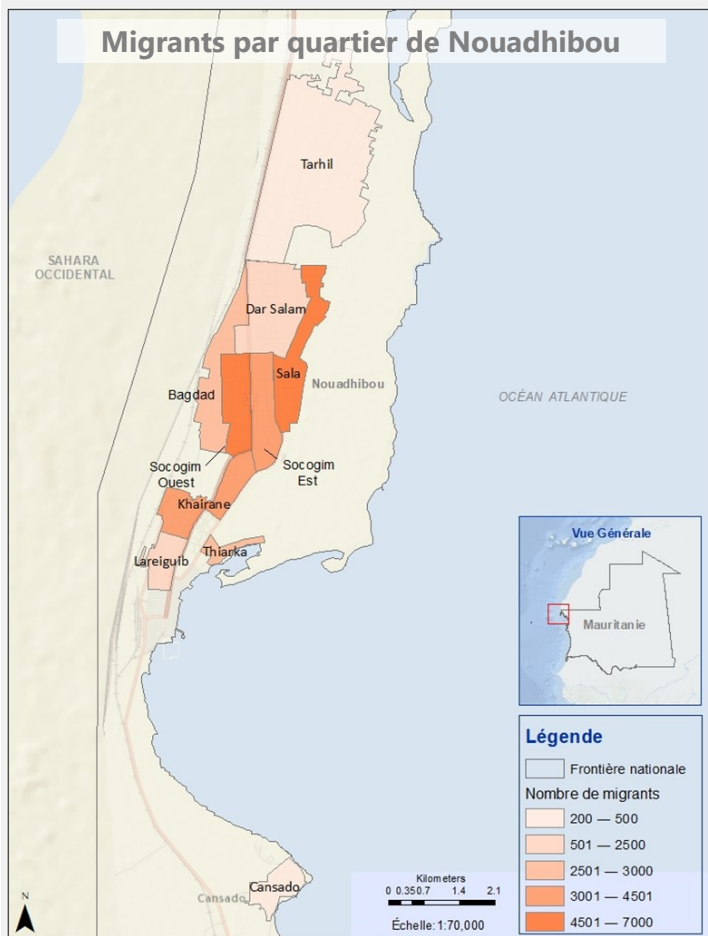 Migrants par quartier de Nouadhibou
Tarhil
SAHARA
OCCIDENTAL
Dar Salam
Sala
Nouadhibou
Bagdad
OCÉAN ATLANTIQUE
Socogim
Ouest
Socogim
Est
Khairane
Thiarka
Lareiguib
Vue Générale
Mauritanie
Légende
Frontière nationale
Nombre de migrants
200 — 500
501 — 2500
2501 — 3000
3001 — 4501
4501 — 7000
Cansado
Cansado
Kilometers
0 0.35 0.7 1.4 2.1
Échelle: 1:70,000
N